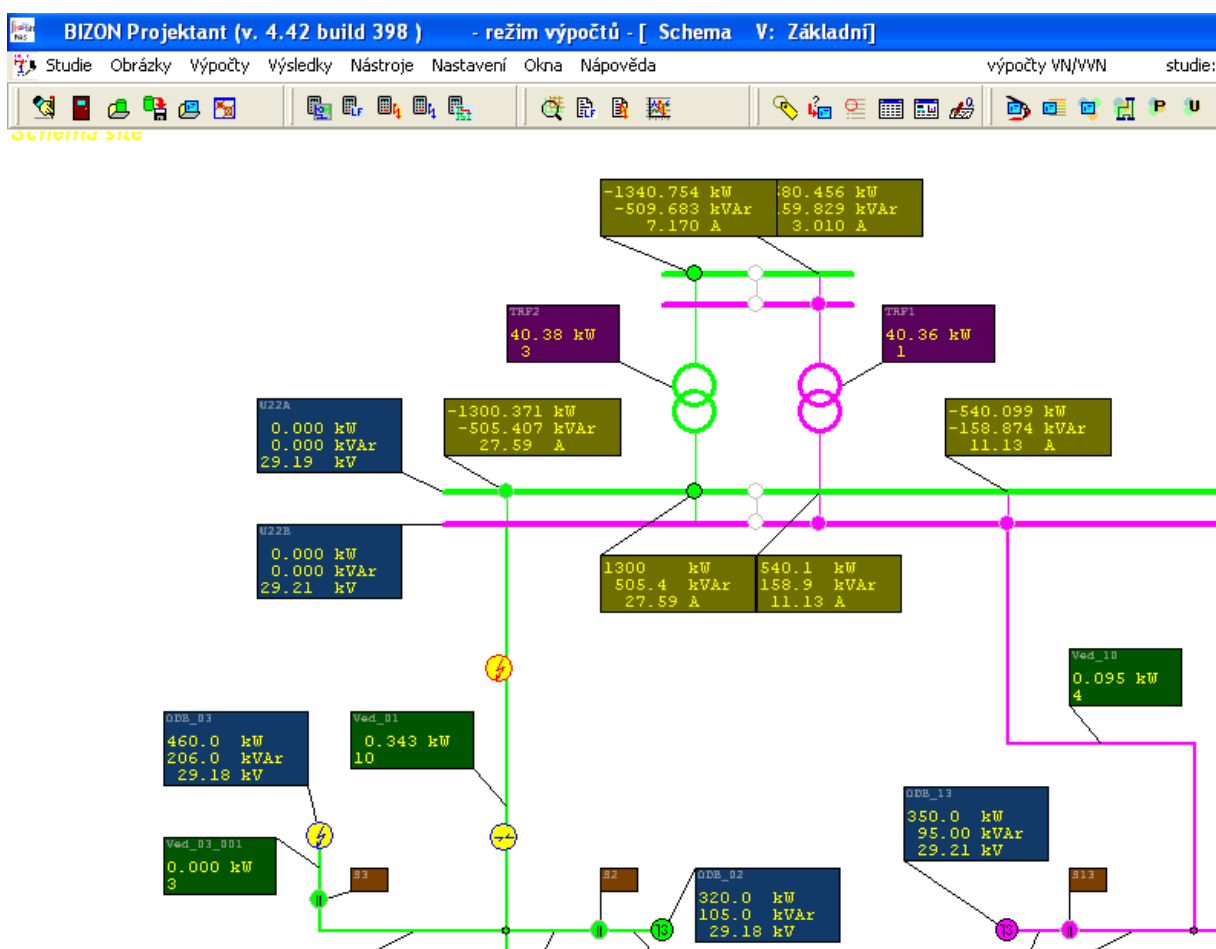 BIZON Projektant (v. 4.42 build 398 ) - režim výpočtů - [ Schema V: Základní]
Studie Obrázky Výpočty Výsledky Nástroje Nastavení Okna Nápověda výpočty VN/VVN studie:
Schema sítě
-1340.754 kW
-509.683 kVAr
7.170 A
80.456 kW
59.829 kVAr
3.010 A
TRF2
40.38 kW
3
TRF1
40.36 kW
1
U22A
0.000 kW
0.000 kVAr
29.19 kV
-1300.371 kW
-505.407 kVAr
27.59 A
-540.099 kW
-158.874 kVAr
11.13 A
U22B
0.000 kW
0.000 kVAr
29.21 kV
1300 kW
505.4 kVAr
27.59 A
540.1 kW
158.9 kVAr
11.13 A
Ved_10
0.095 kW
4
ODB_03
460.0 kW
206.0 kVAr
29.18 kV
Ved_01
0.343 kW
10
ODB_13
350.0 kW
95.00 kVAr
29.21 kV
Ved_03_001
0.000 kW
3
S3
S2
ODB_02
320.0 kW
105.0 kVAr
29.18 kV
S13